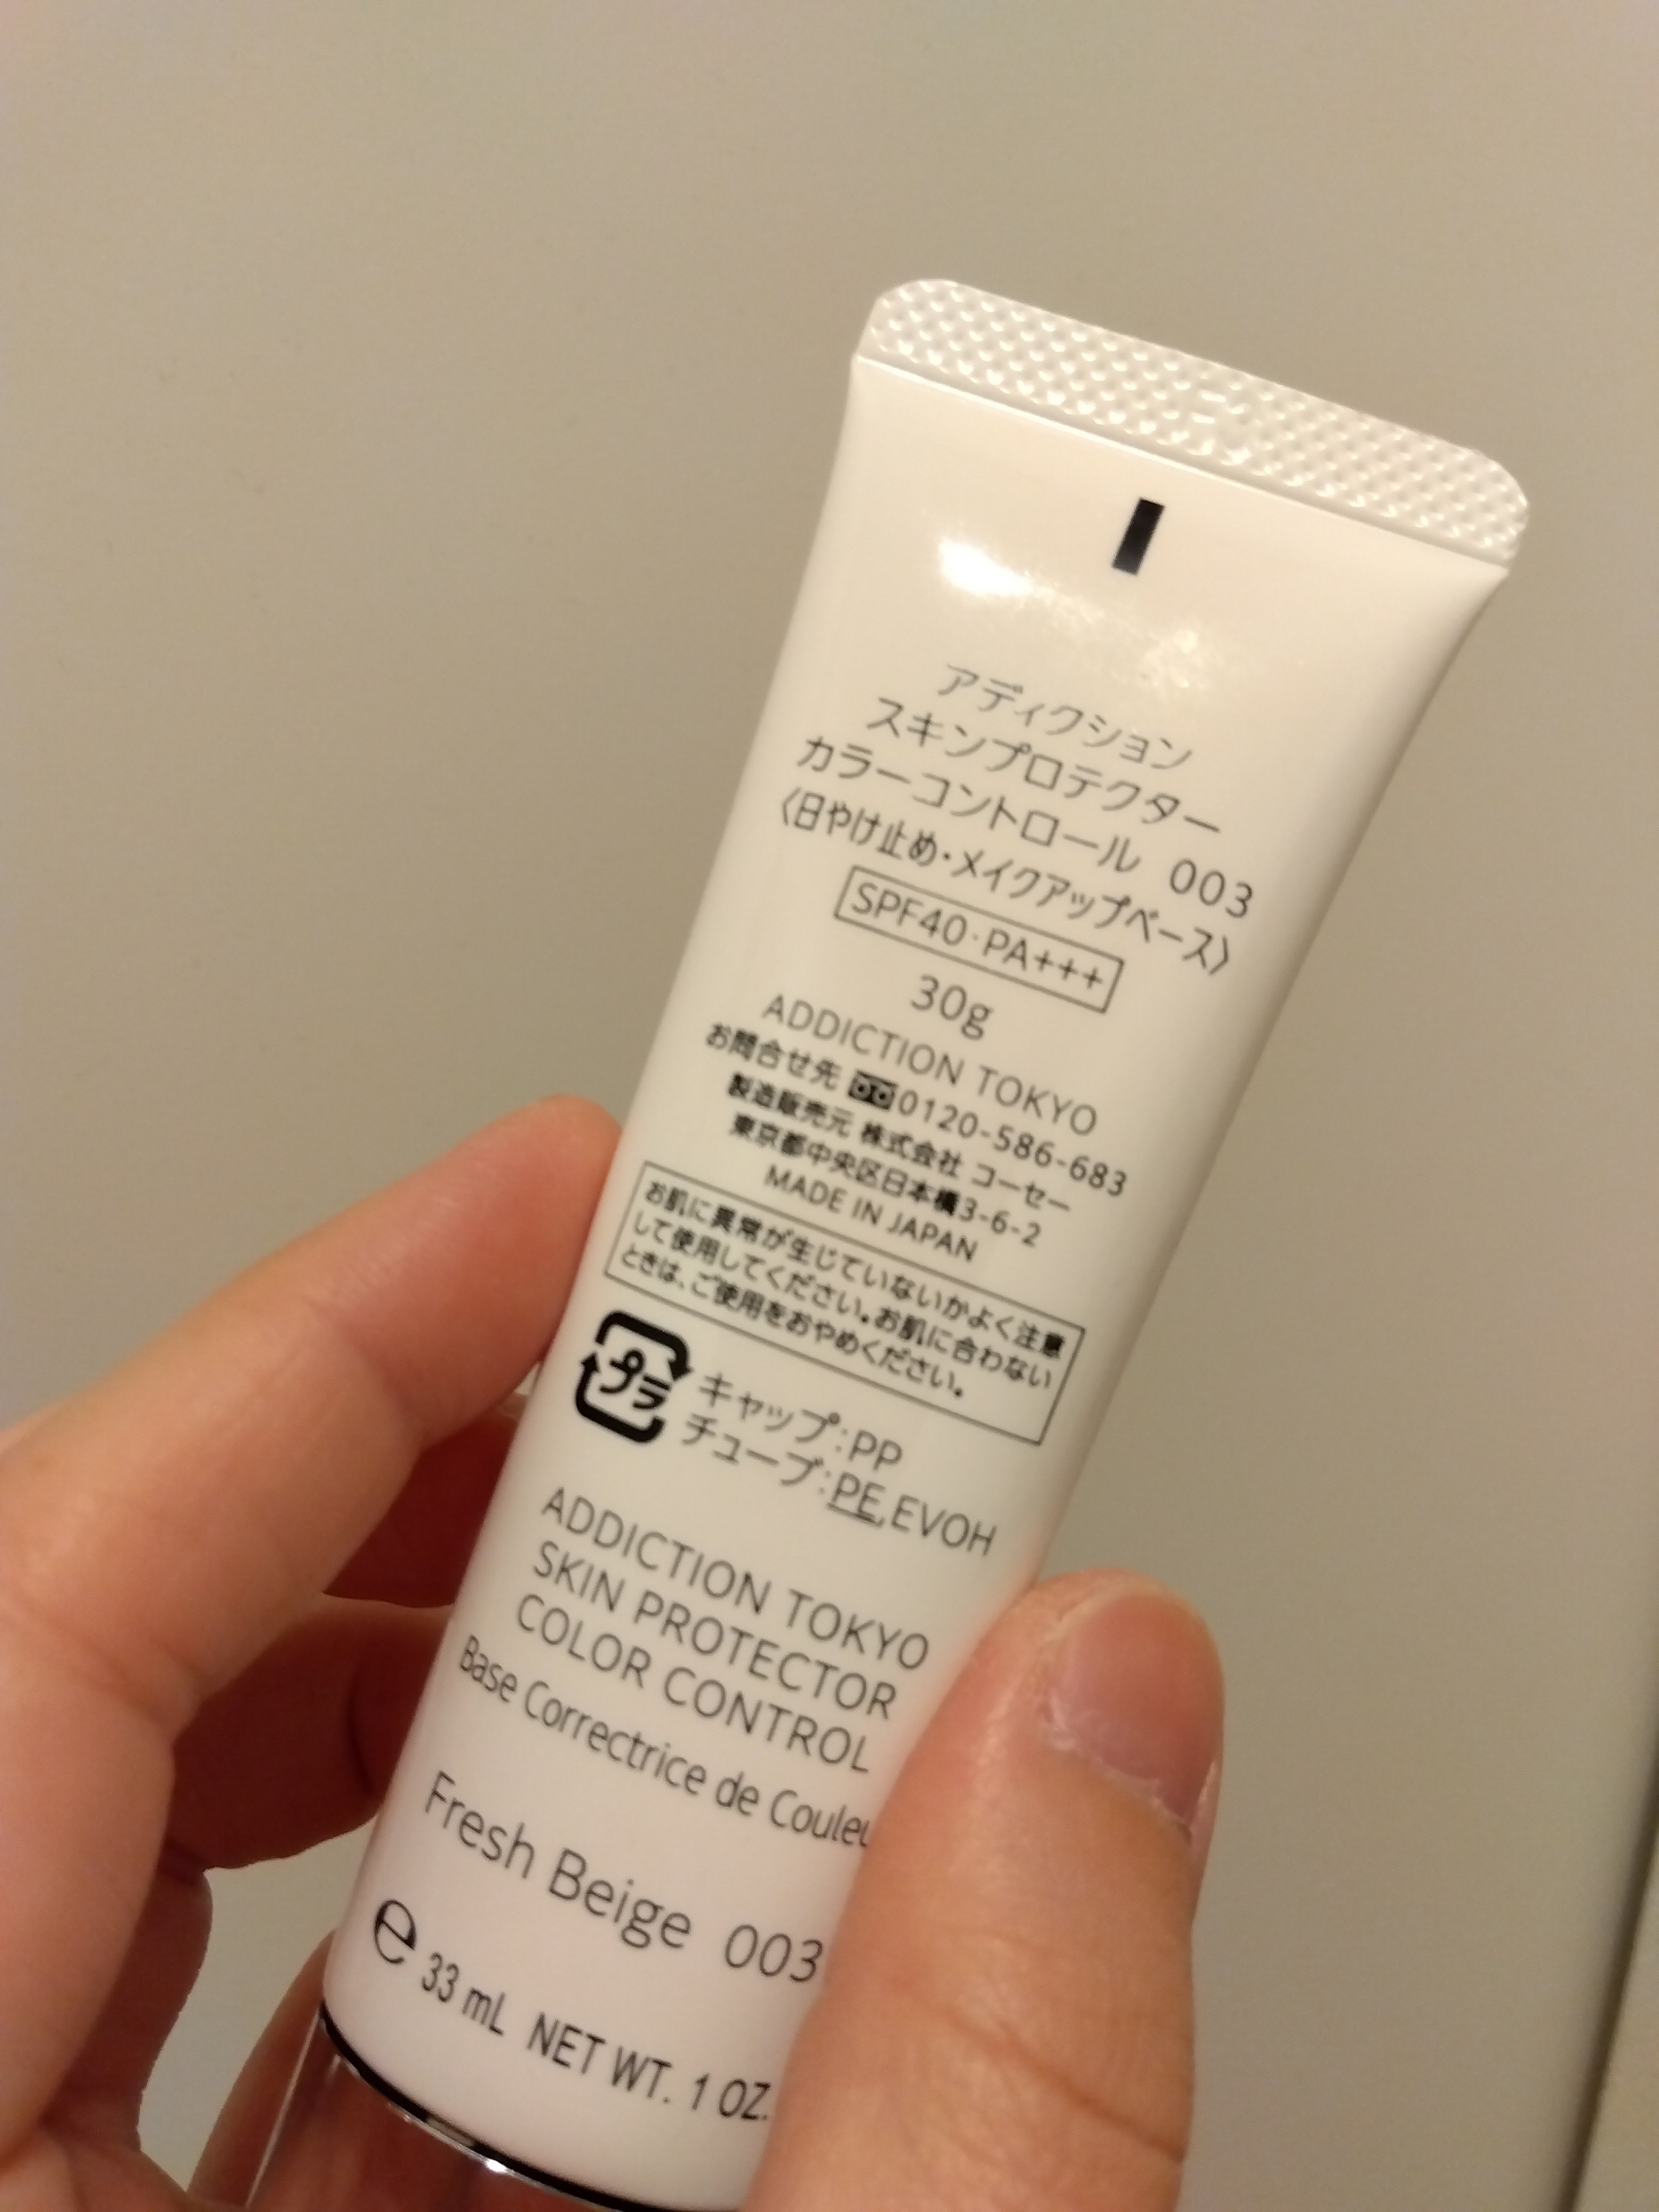 アディクション
スキンプロテクター
カラーコントロール 003
〈日やけ止め・メイクアップベース〉
SPF40・PA+++
30g
ADDICTION TOKYO
お問合せ先 0120-586-683
製造販売元 株式会社 コーセー
東京都中央区日本橋3-6-2
MADE IN JAPAN
お肌に異常が生じていないかよく注意
して使用してください。お肌に合わない
ときは、ご使用をおやめください。
プラ
キャップ:PP
チューブ:PE,EVOH
ADDICTION TOKYO
SKIN PROTECTOR
COLOR CONTROL
Base Correctrice de
Fresh Beige 003
℮ 33 mL NET WT. 1 OZ.